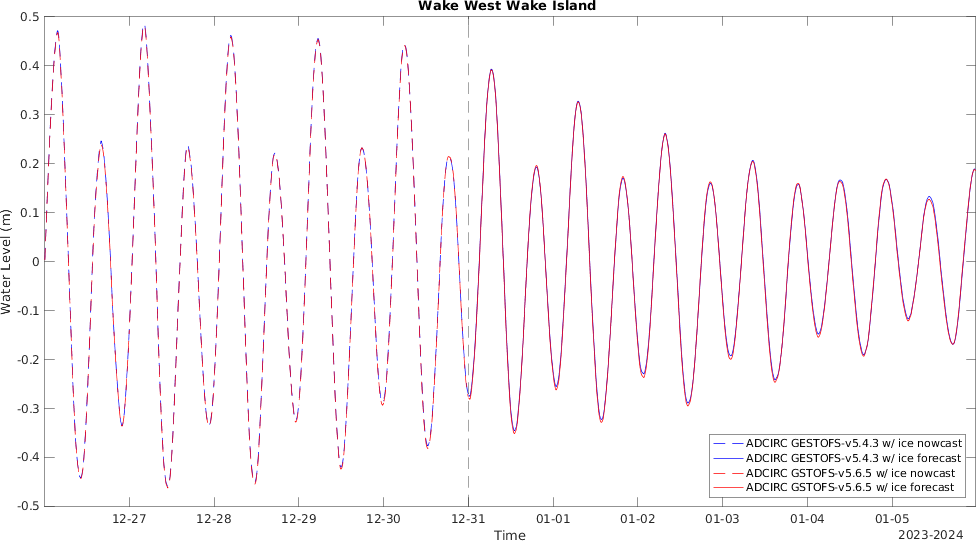 Wake West Wake Island
0.5
0.4
0.3
0.2
0.1
0
-0.1
-0.2
-0.3
-0.4
-0.5
Water Level (m)
ADCIRC GESTOFS-v5.4.3 w/ ice nowcast
ADCIRC GESTOFS-v5.4.3 w/ ice forecast
ADCIRC GSTOFS-v5.6.5 w/ ice nowcast
ADCIRC GSTOFS-v5.6.5 w/ ice forecast
12-27 12-28 12-29 12-30 12-31 01-01 01-02 01-03 01-04 01-05
Time
2023-2024